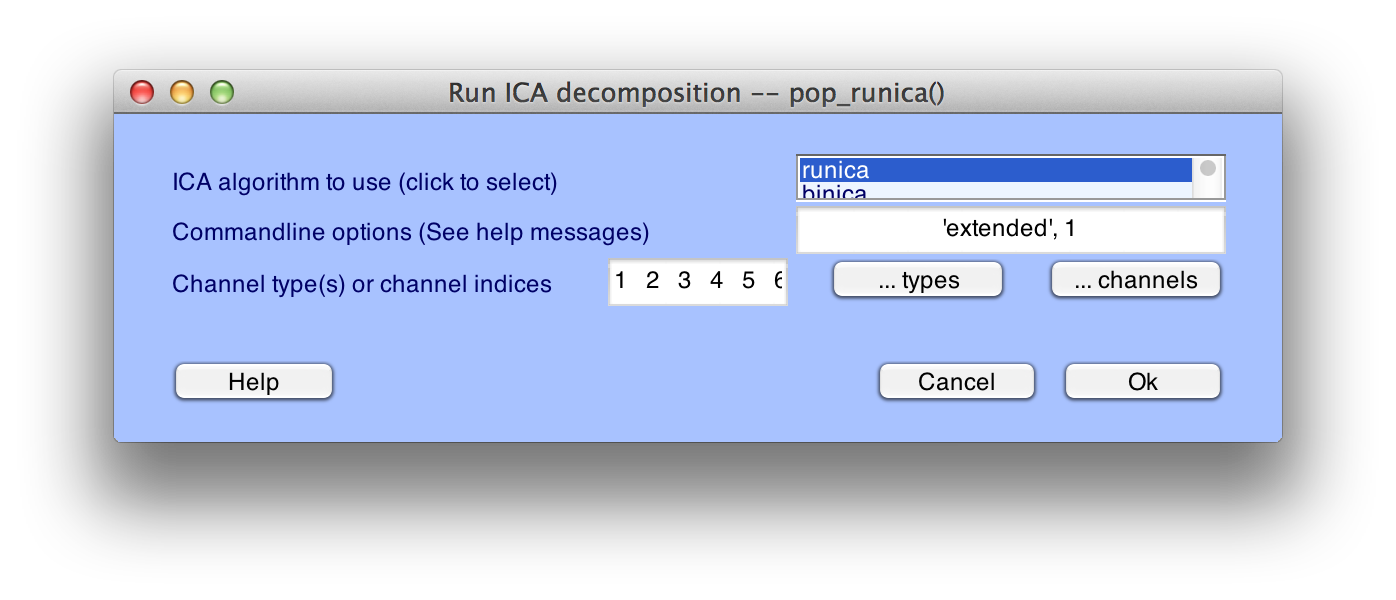 Run ICA decomposition -- pop_runica()
ICA algorithm to use (click to select)
runica
binica
Commandline options (See help messages)
'extended', 1
Channel type(s) or channel indices
1 2 3 4 5 6
... types
... channels
Help
Cancel
Ok